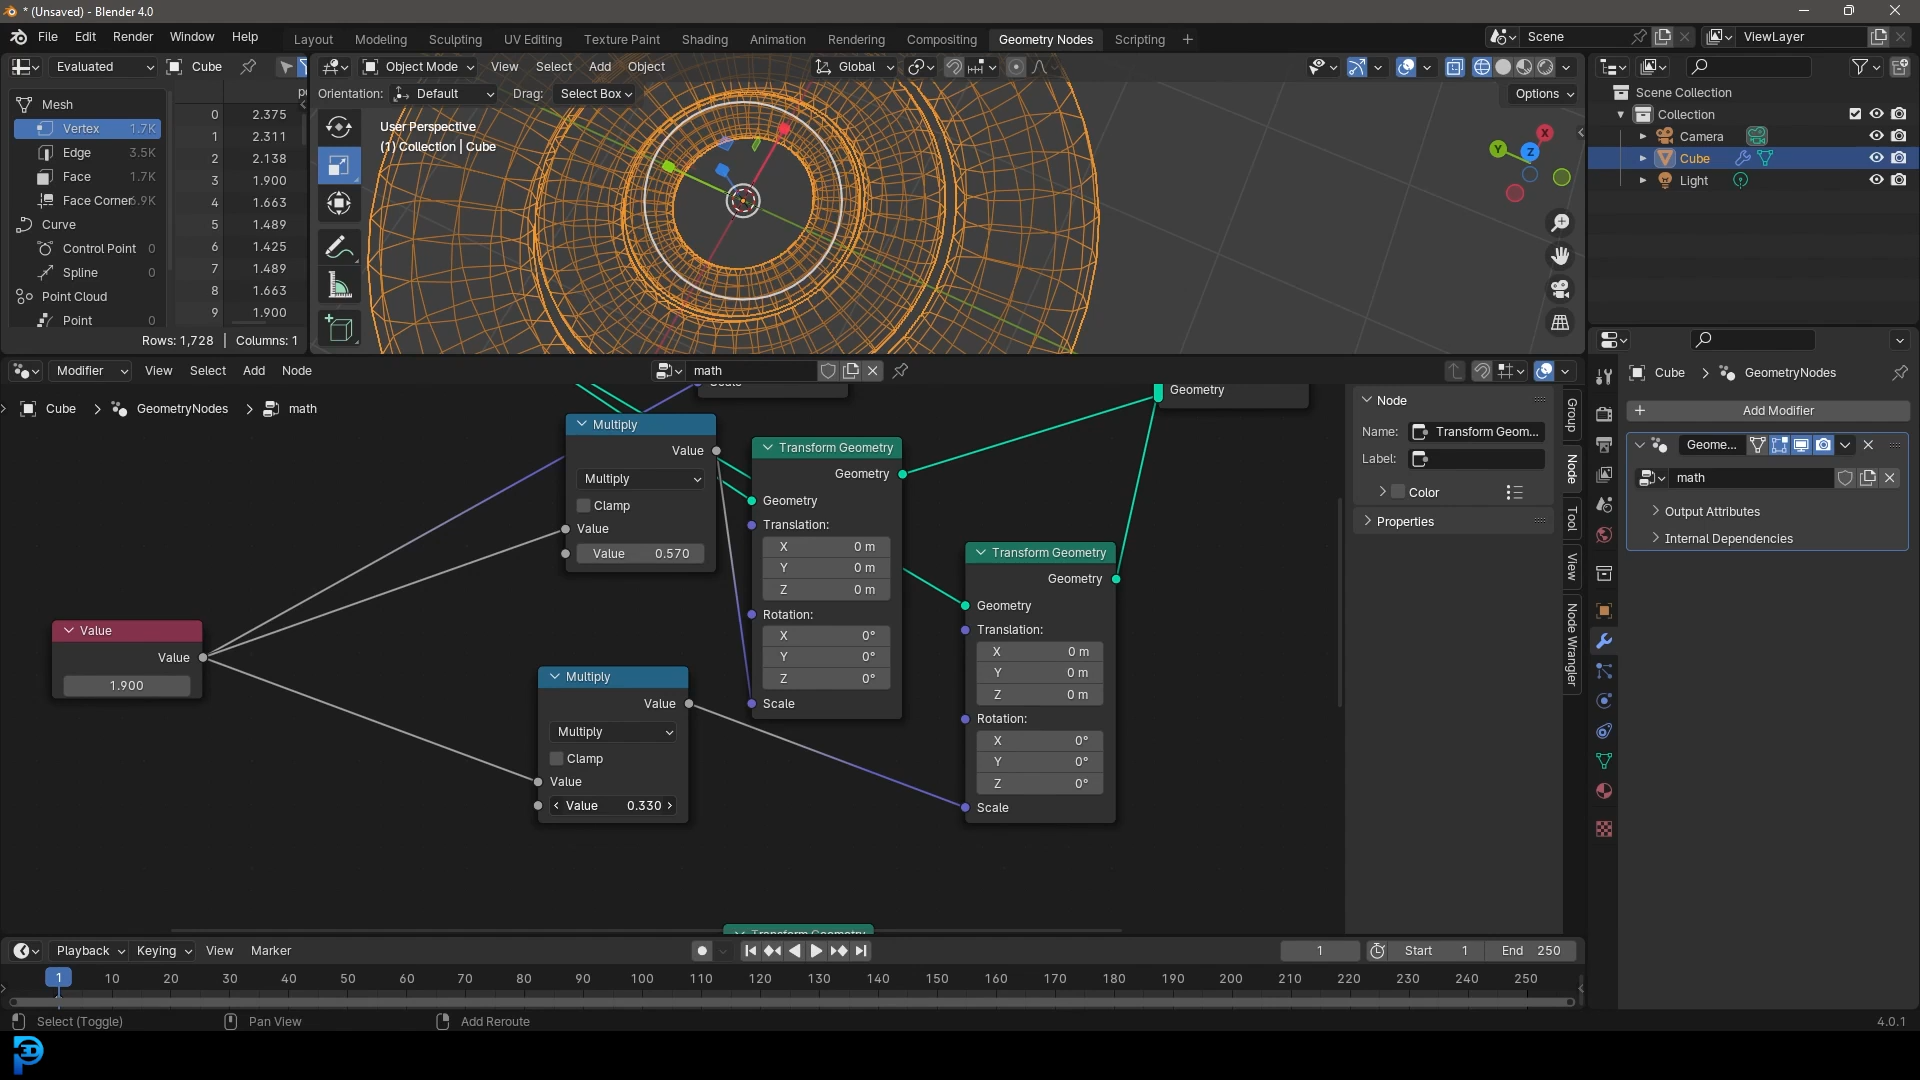 * (Unsaved) - Blender 4.0
File Edit Render Window Help
Layout Modeling Sculpting UV Editing Texture Paint Shading Animation Rendering Compositing Geometry Nodes Scripting +
Scene
ViewLayer
Evaluated
Cube
Mesh
Vertex 1.7K
Edge 3.5K
Face 1.7K
Face Corner 6.9K
Curve
Control Point 0
Spline 0
Point Cloud
Point 0
0 2.375
1 2.311
2 2.138
3 1.900
4 1.663
5 1.489
6 1.425
7 1.489
8 1.663
9 1.900
Rows: 1,728 | Columns: 1
Object Mode View Select Add Object
Global
Orientation: Default Drag: Select Box
Options
User Perspective
(1) Collection | Cube
X
Y
Z
Scene Collection
Collection
Camera
Cube
Light
Modifier View Select Add Node
math
Cube > GeometryNodes > math
Geometry
Multiply
Value
Multiply
Clamp
Value
Value 0.570
Transform Geometry
Geometry
Geometry
Translation:
X 0 m
Y 0 m
Z 0 m
Rotation:
X 0°
Y 0°
Z 0°
Scale
Transform Geometry
Geometry
Geometry
Translation:
X 0 m
Y 0 m
Z 0 m
Rotation:
X 0°
Y 0°
Z 0°
Scale
Value
Value
1.900
Multiply
Value
Multiply
Clamp
Value
Value 0.330
Transform Geometry
Node
Name: Transform Geom...
Label:
Color
Properties
Group
Node
Tool
View
Node Wrangler
Cube > GeometryNodes
+ Add Modifier
Geome...
math
Output Attributes
Internal Dependencies
Playback Keying View Marker
1
Start 1
End 250
1 10 20 30 40 50 60 70 80 90 100 110 120 130 140 150 160 170 180 190 200 210 220 230 240 250
Select (Toggle)
Pan View
Add Reroute
4.0.1